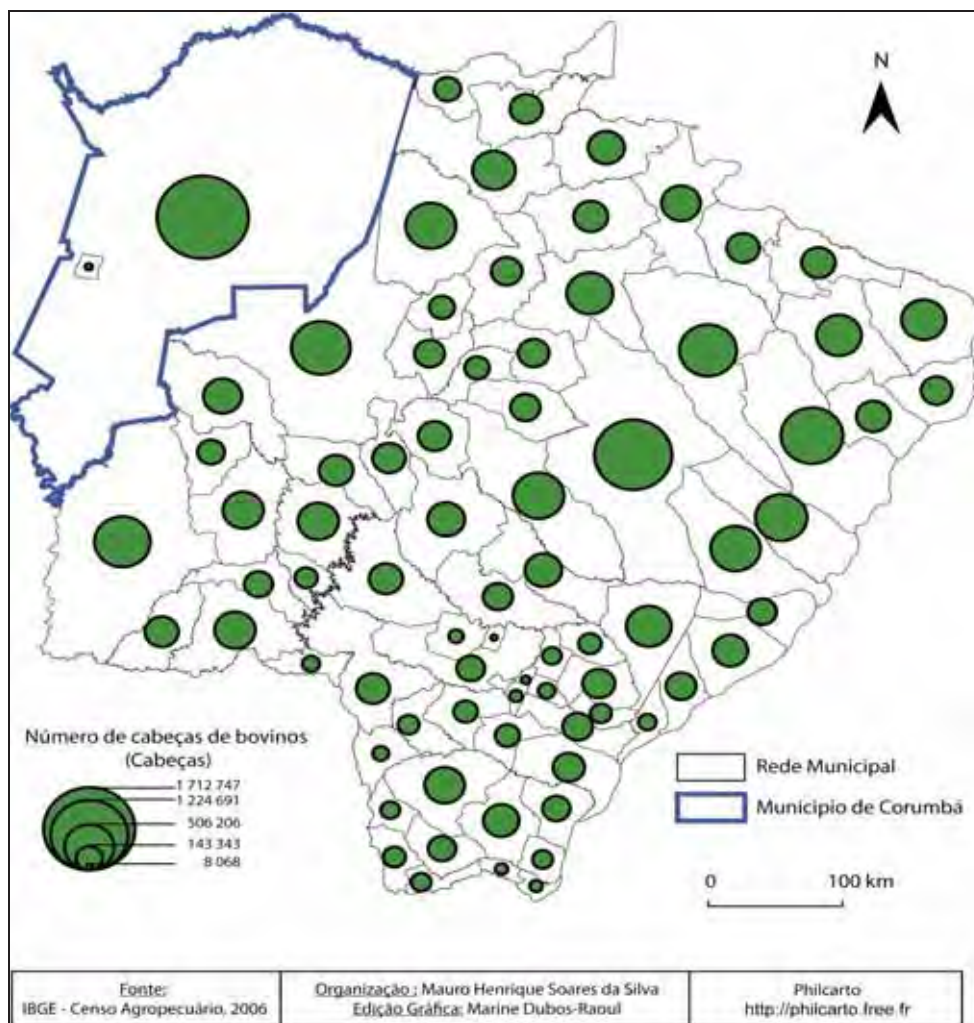 N
Número de cabeças de bovinos
(Cabeças)
1 712 747
1 224 691
506 206
143 343
8 068
Rede Municipal
Municipio de Corumbá
0 100 km
Fonte:
IBGE - Censo Agropecuário, 2006
Organização : Mauro Henrique Soares da Silva
Edição Gráfica: Marine Dubos-Raoul
Philcarto
http://philcarto.free.fr